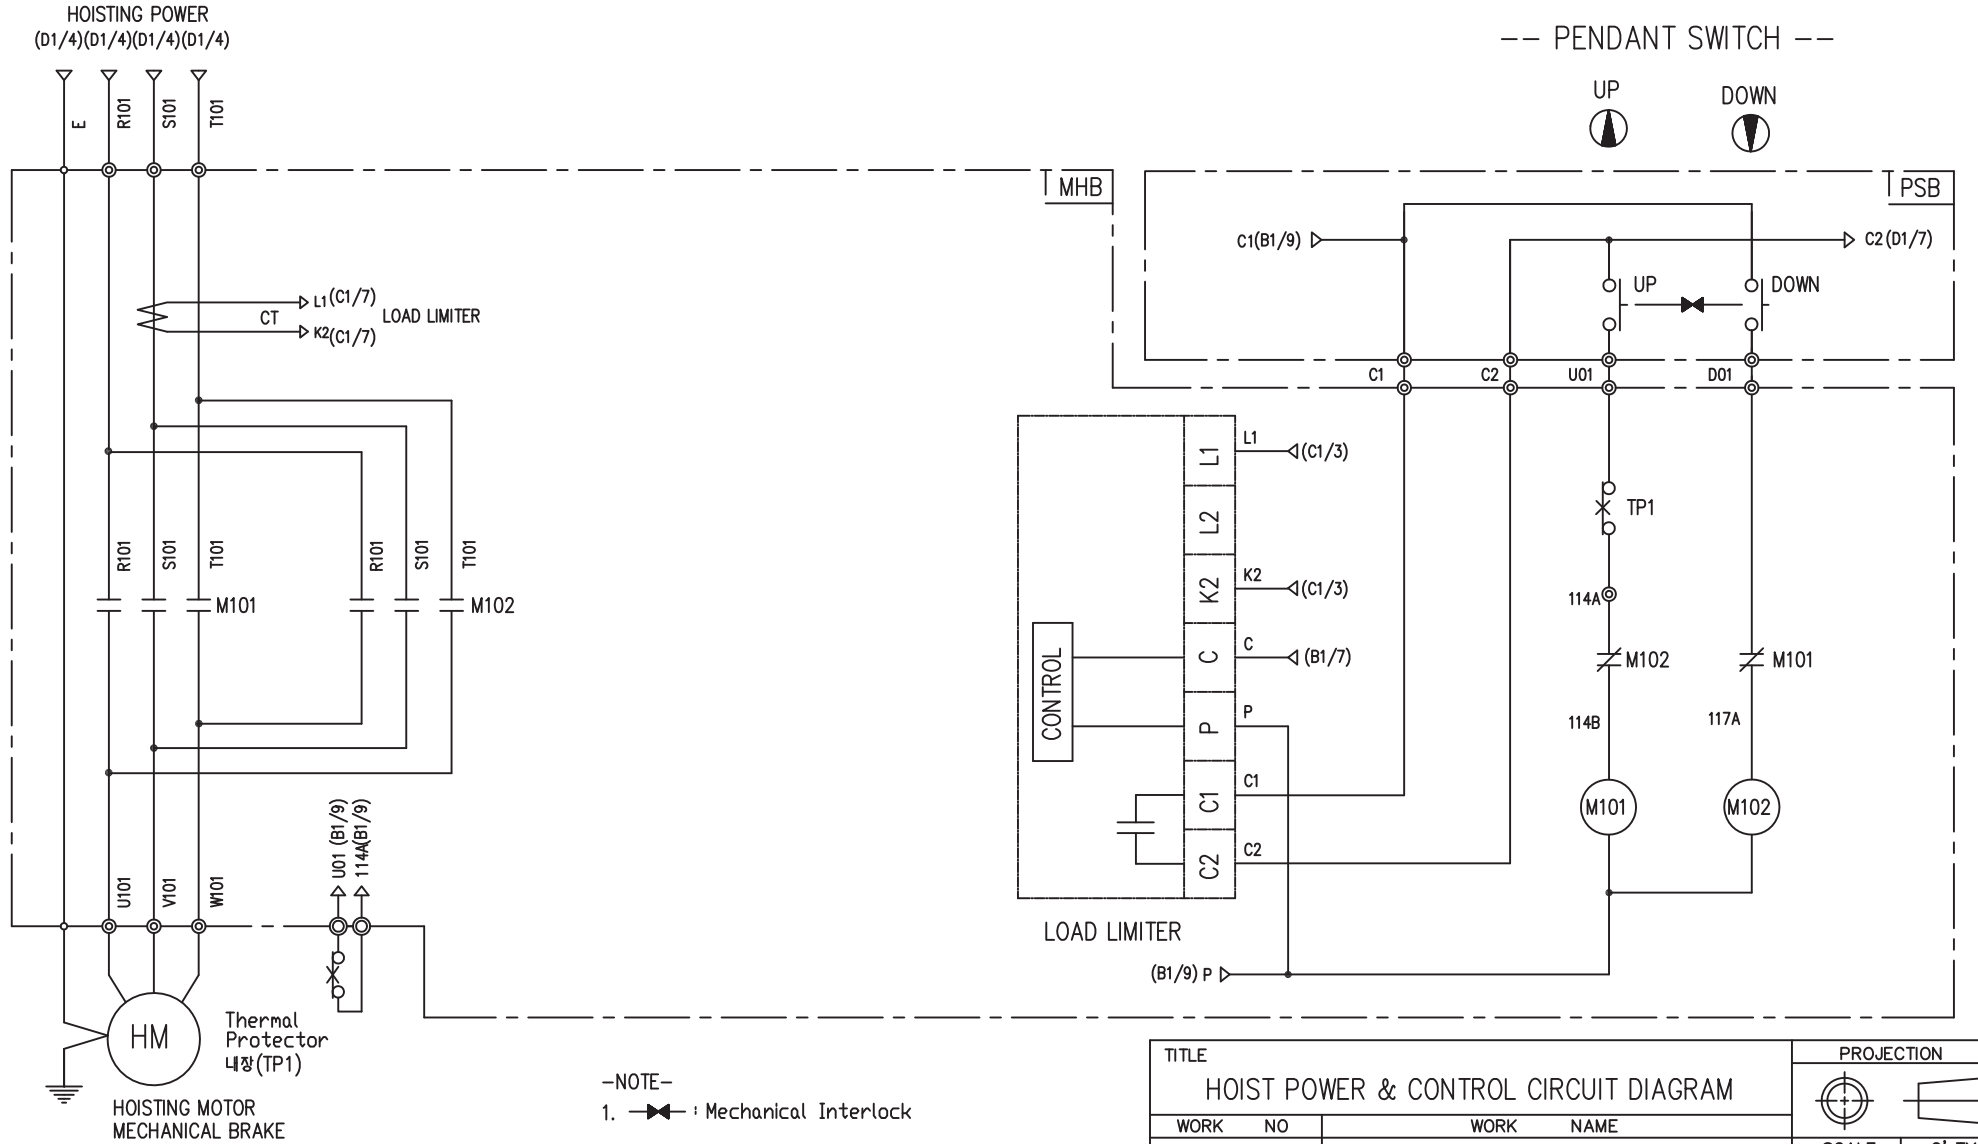 HOISTING POWER
(D1/4)(D1/4)(D1/4)(D1/4)
E
R101
S101
T101
-- PENDANT SWITCH --
UP
DOWN
MHB
PSB
C1(B1/9)
C2(D1/7)
UP
DOWN
L1(C1/7)
CT
LOAD LIMITER
K2(C1/7)
C1
C2
U01
D01
L1
L1
(C1/3)
L2
K2
K2
(C1/3)
C
C
(B1/7)
P
P
C1
C1
C2
C2
CONTROL
LOAD LIMITER
(B1/9) P
TP1
114A
M102
M101
114B
117A
M101
M102
R101
S101
T101
M101
R101
S101
T101
M102
U101
V101
W101
U01 (B1/9)
114A(B1/9)
HM
Thermal
Protector
내장(TP1)
HOISTING MOTOR
MECHANICAL BRAKE
-NOTE-
1. : Mechanical Interlock
TITLE
HOIST POWER & CONTROL CIRCUIT DIAGRAM
PROJECTION
WORK NO
WORK NAME